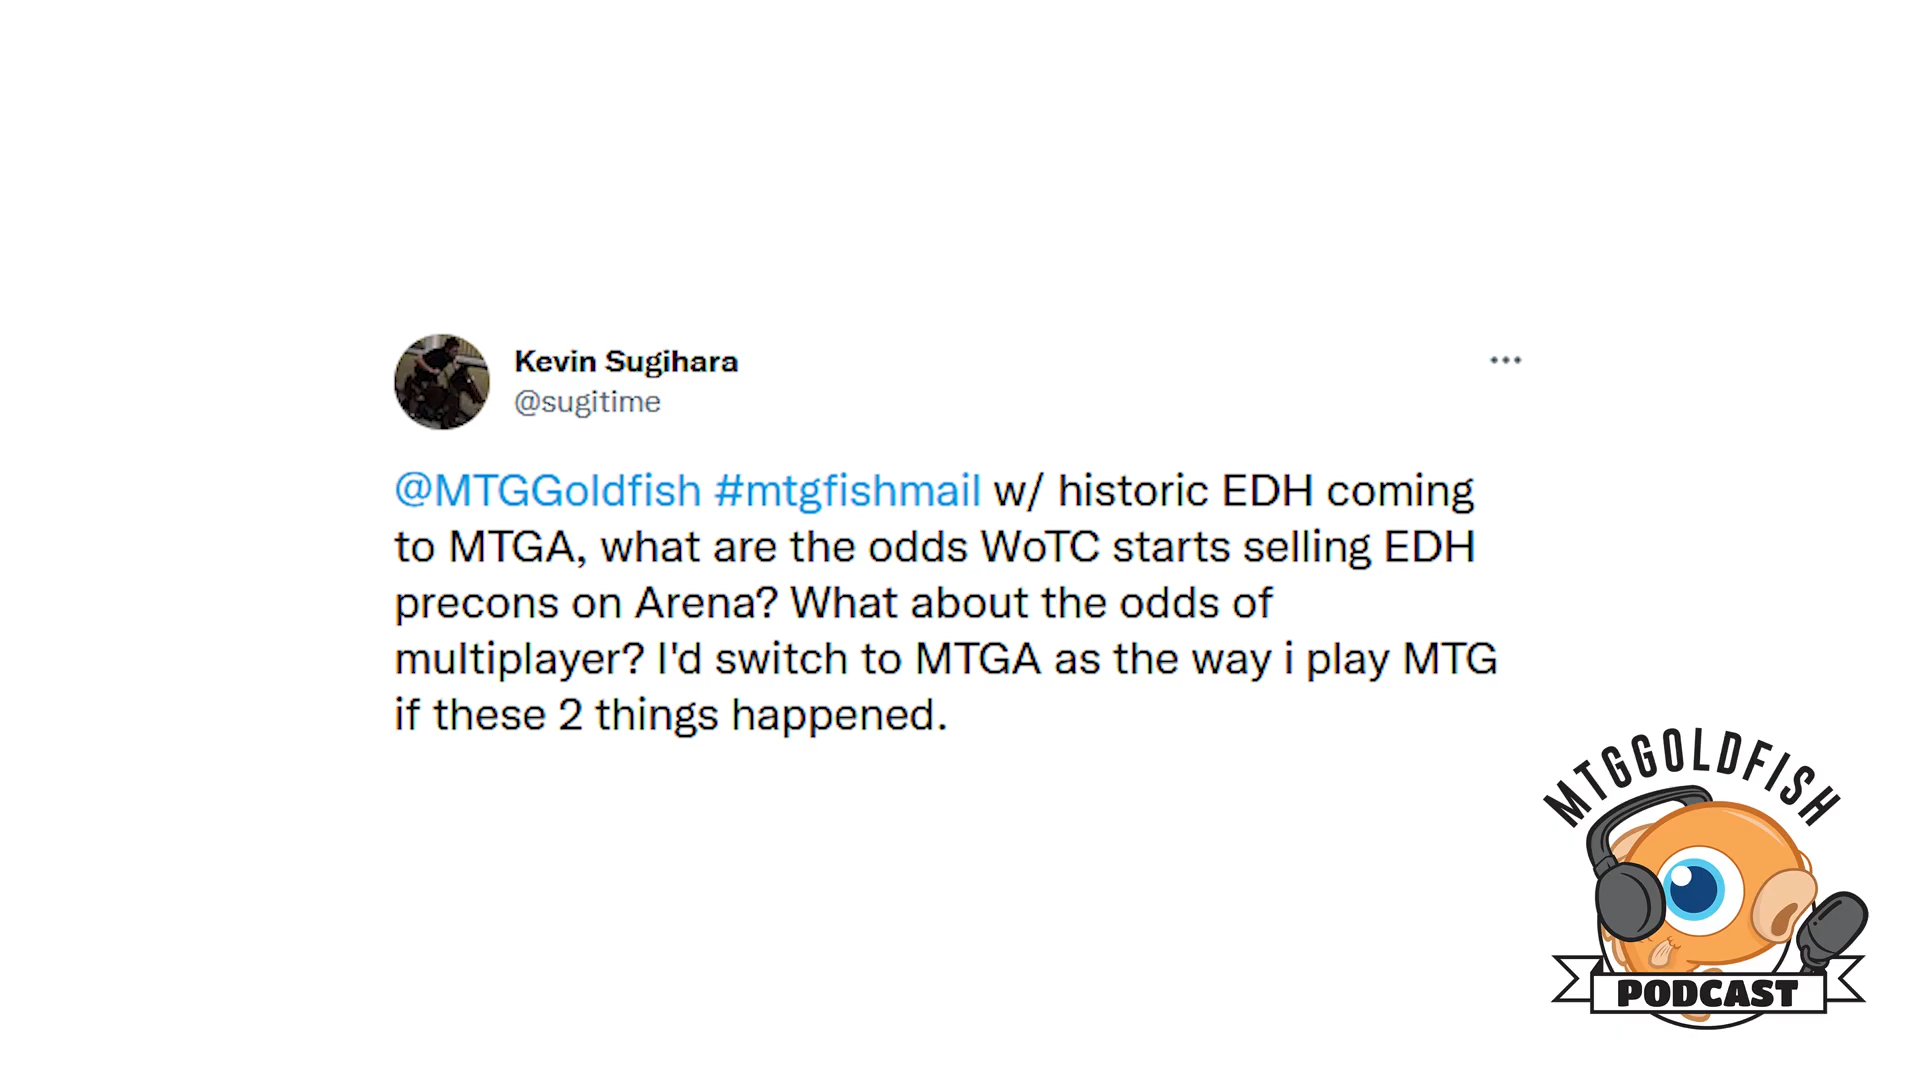 Kevin Sugihara
@sugitime
@MTGGoldfish #mtgfishmail w/ historic EDH coming
to MTGA, what are the odds WoTC starts selling EDH
precons on Arena? What about the odds of
multiplayer? I'd switch to MTGA as the way i play MTG
if these 2 things happened.
MTGGOLDFISH
PODCAST